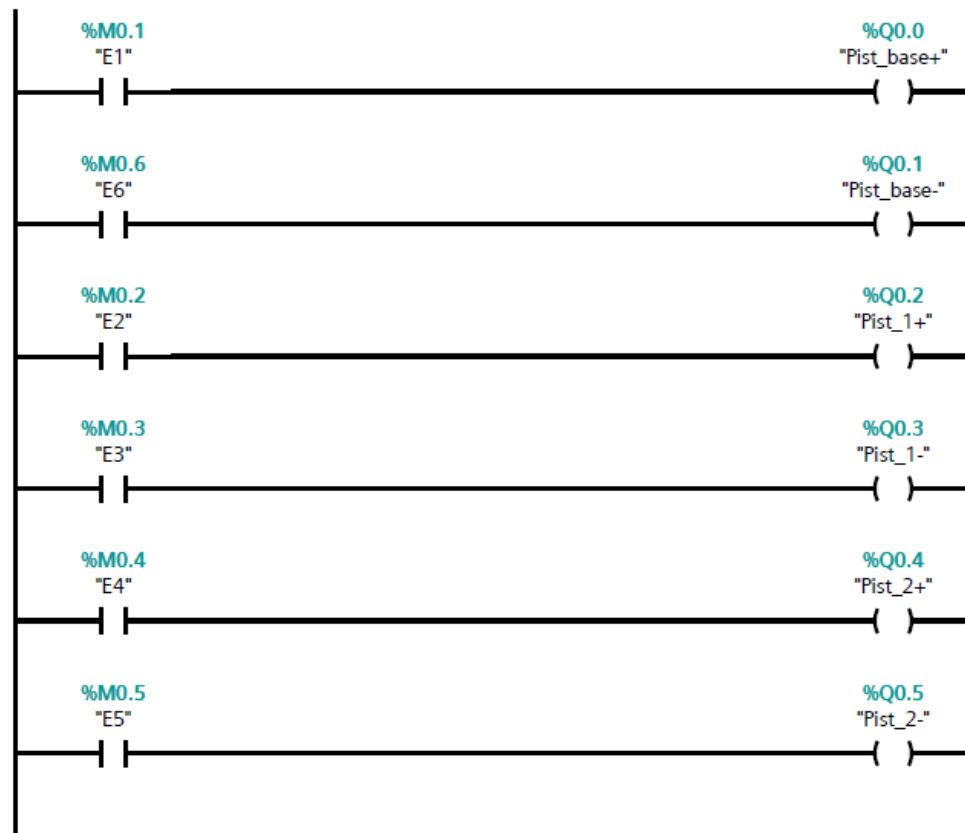 %M0.1 %Q0.0
"E1" "Pist_base+"
%M0.6 %Q0.1
"E6" "Pist_base-"
%M0.2 %Q0.2
"E2" "Pist_1+"
%M0.3 %Q0.3
"E3" "Pist_1-"
%M0.4 %Q0.4
"E4" "Pist_2+"
%M0.5 %Q0.5
"E5" "Pist_2-"